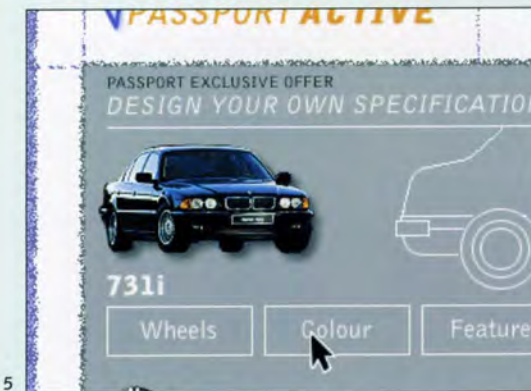 PASSPORT ACTIVE
PASSPORT EXCLUSIVE OFFER
DESIGN YOUR OWN SPECIFICATIO
731i
Wheels Colour Feature
5